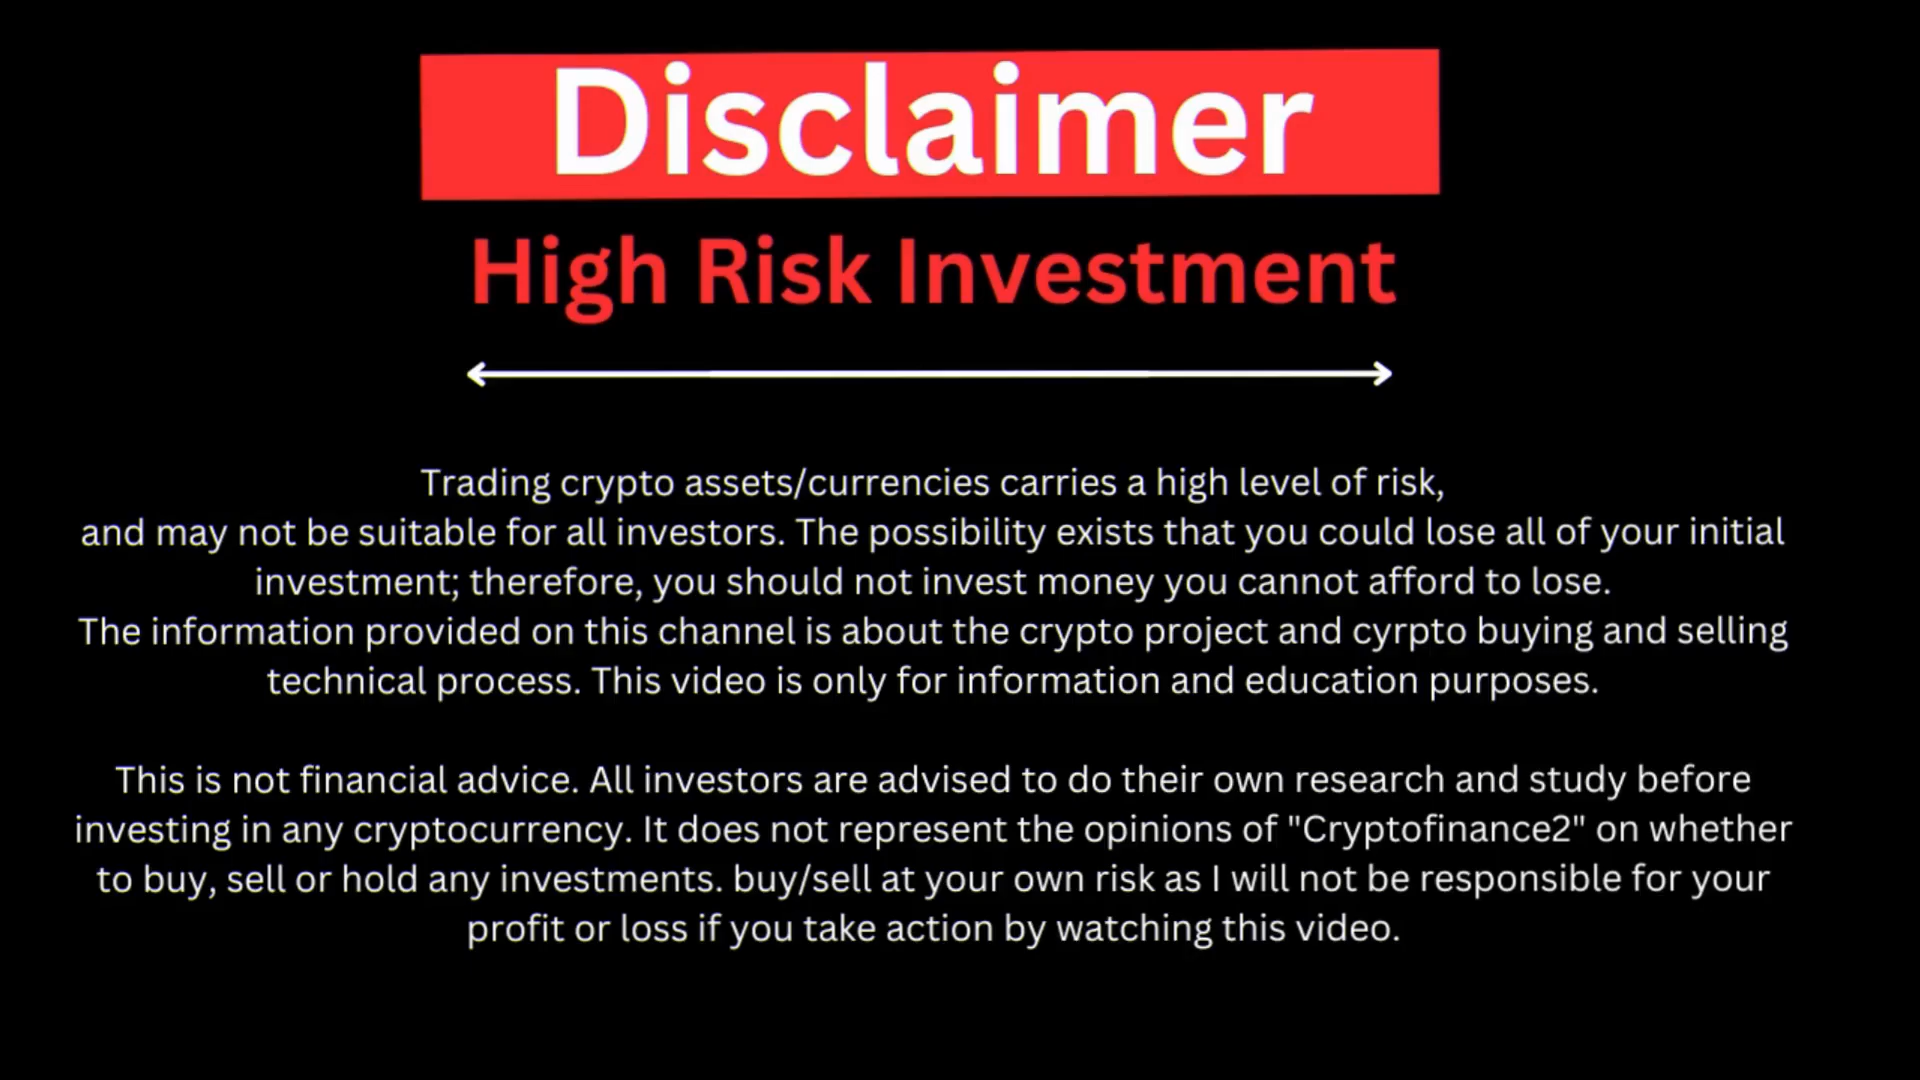 Disclaimer
High Risk Investment
Trading crypto assets/currencies carries a high level of risk,
and may not be suitable for all investors. The possibility exists that you could lose all of your initial
investment; therefore, you should not invest money you cannot afford to lose.
The information provided on this channel is about the crypto project and cyrpto buying and selling
technical process. This video is only for information and education purposes.
This is not financial advice. All investors are advised to do their own research and study before
investing in any cryptocurrency. It does not represent the opinions of "Cryptofinance2" on whether
to buy, sell or hold any investments. buy/sell at your own risk as I will not be responsible for your
profit or loss if you take action by watching this video.